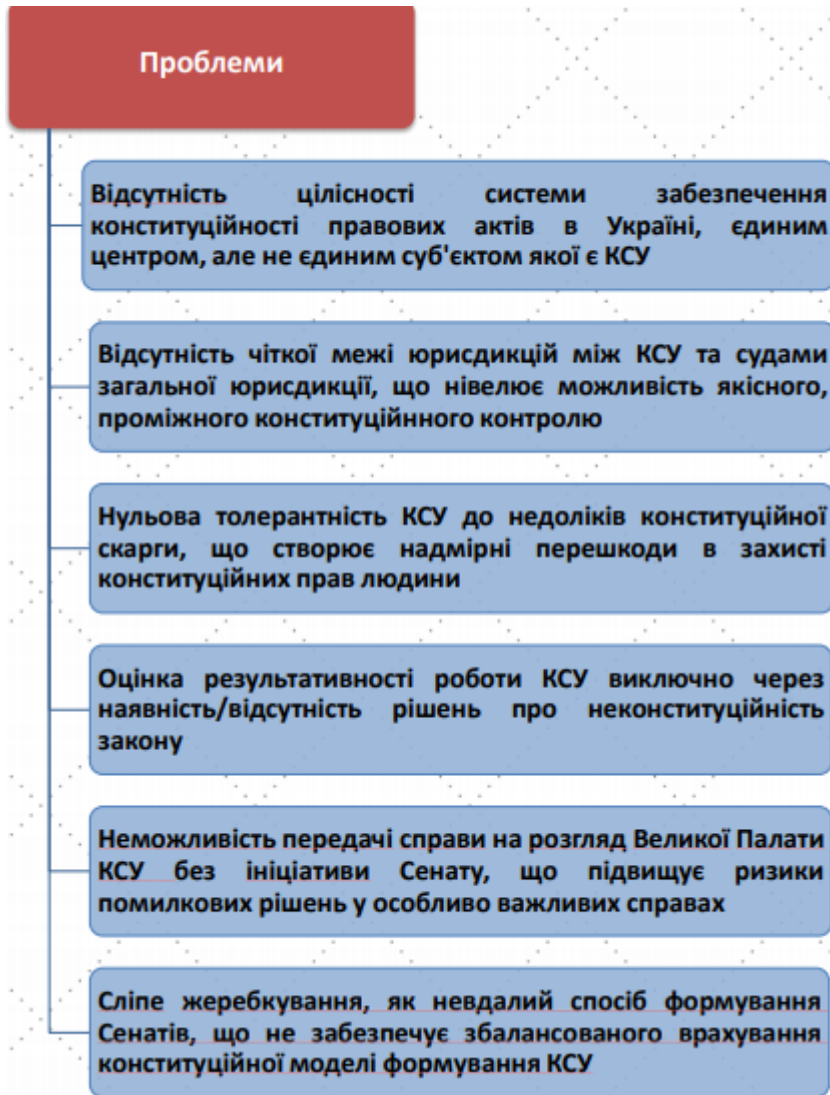 Проблеми
Відсутність цілісності системи забезпечення
конституційності правових актів в Україні, єдиним
центром, але не єдиним суб'єктом якої є КСУ
Відсутність чіткої межі юрисдикцій між КСУ та судами
загальної юрисдикції, що нівелює можливість якісного,
проміжного конституційнного контролю
Нульова толерантність КСУ до недоліків конституційної
скарги, що створює надмірні перешкоди в захисті
конституційних прав людини
Оцінка результативності роботи КСУ виключно через
наявність/відсутність рішень про неконституційність
закону
Неможливість передачі справи на розгляд Великої Палати
КСУ без ініціативи Сенату, що підвищує ризики
помилкових рішень у особливо важливих справах
Сліпе жеребкування, як невдалий спосіб формування
Сенатів, що не забезпечує збалансованого врахування
конституційної моделі формування КСУ